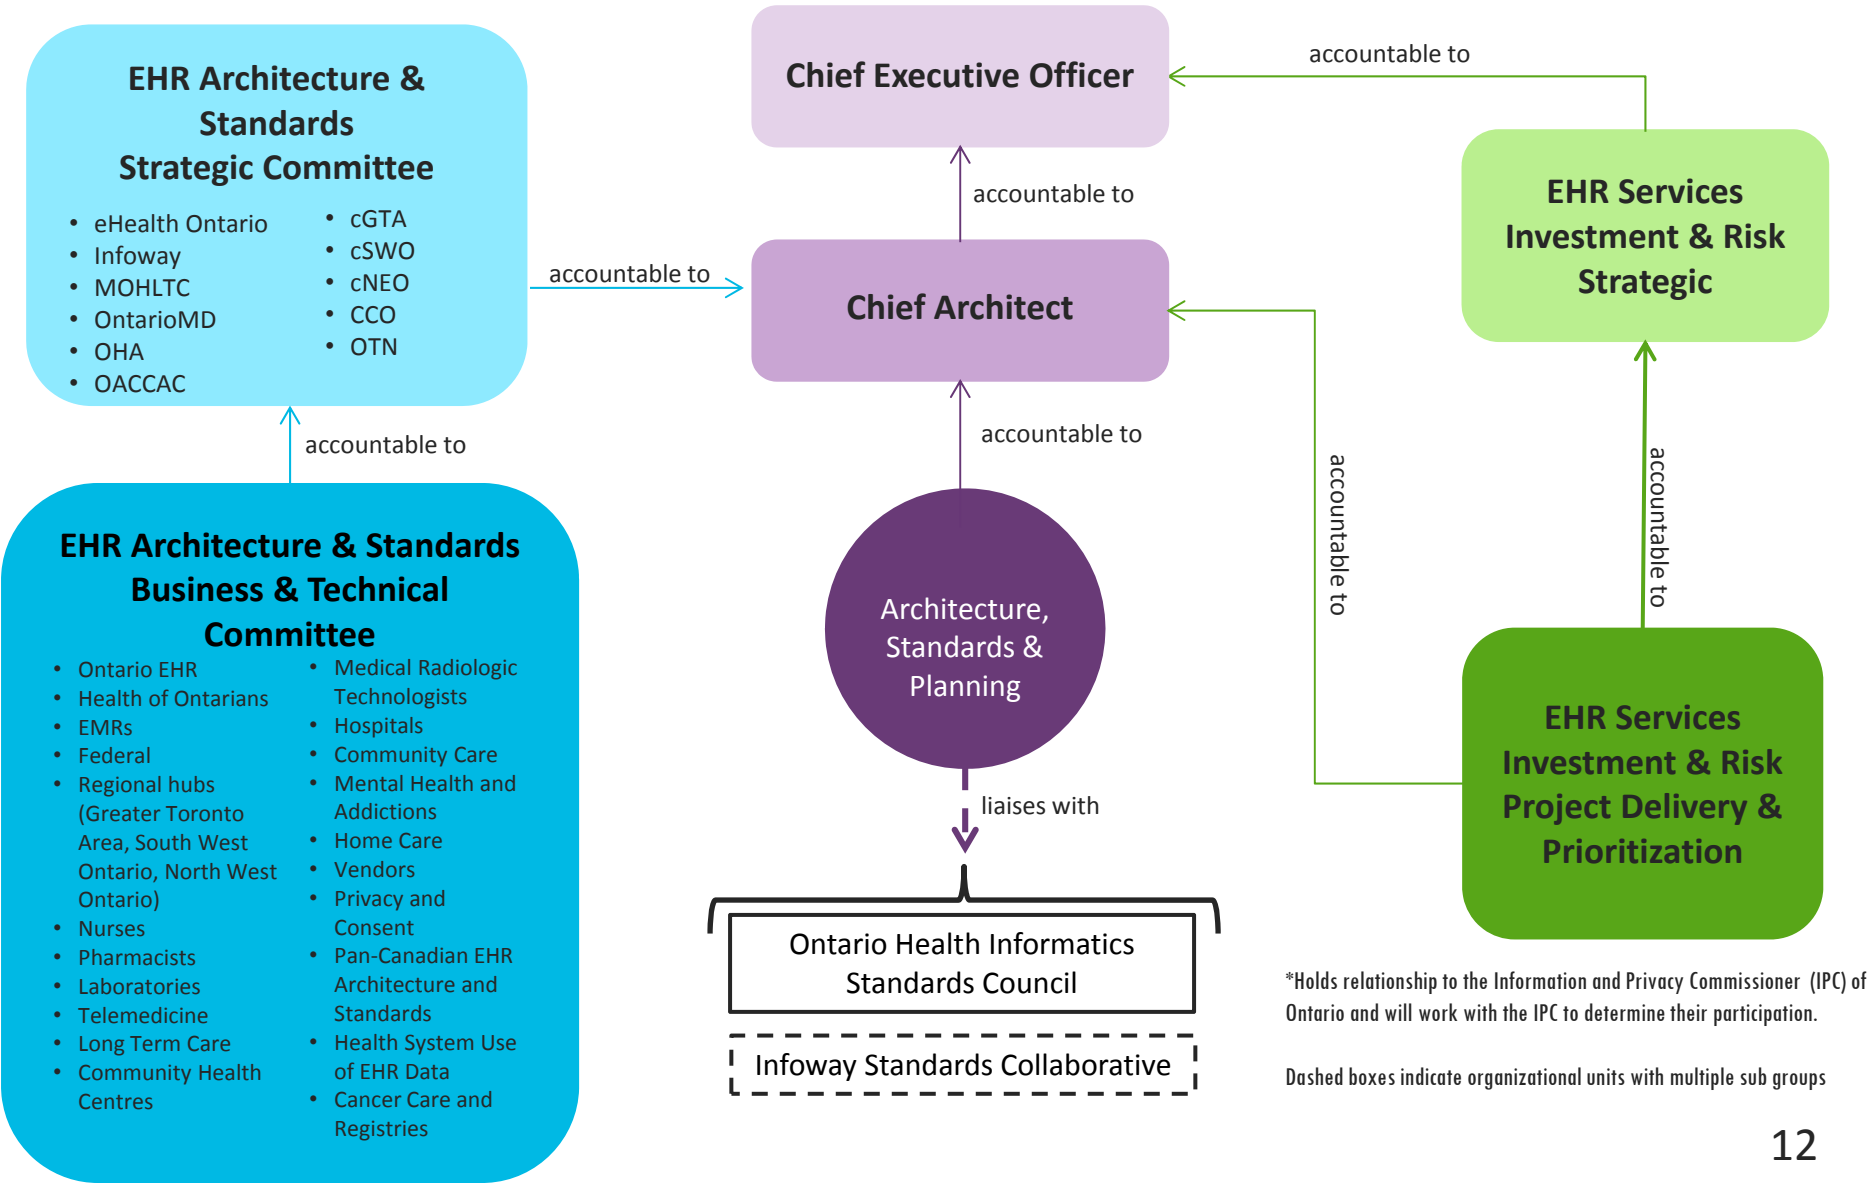 EHR Architecture &
Standards
Strategic Committee
• eHealth Ontario
• Infoway
• MOHLTC
• OntarioMD
• OHA
• OACCAC
• cGTA
• cSWO
• cNEO
• CCO
• OTN
accountable to
EHR Architecture & Standards
Business & Technical
Committee
• Ontario EHR
• Health of Ontarians
• EMRs
• Federal
• Regional hubs
(Greater Toronto
Area, South West
Ontario, North West
Ontario)
• Nurses
• Pharmacists
• Laboratories
• Telemedicine
• Long Term Care
• Community Health
Centres
• Medical Radiologic
Technologists
• Hospitals
• Community Care
• Mental Health and
Addictions
• Home Care
• Vendors
• Privacy and
Consent
• Pan-Canadian EHR
Architecture and
Standards
• Health System Use
of EHR Data
• Cancer Care and
Registries
accountable to
Chief Executive Officer
accountable to
Chief Architect
accountable to
Architecture,
Standards &
Planning
liaises with
Ontario Health Informatics
Standards Council
Infoway Standards Collaborative
accountable to
EHR Services
Investment & Risk
Strategic
accountable to
accountable to
EHR Services
Investment & Risk
Project Delivery &
Prioritization
*Holds relationship to the Information and Privacy Commissioner (IPC) of
Ontario and will work with the IPC to determine their participation.
Dashed boxes indicate organizational units with multiple sub groups
12